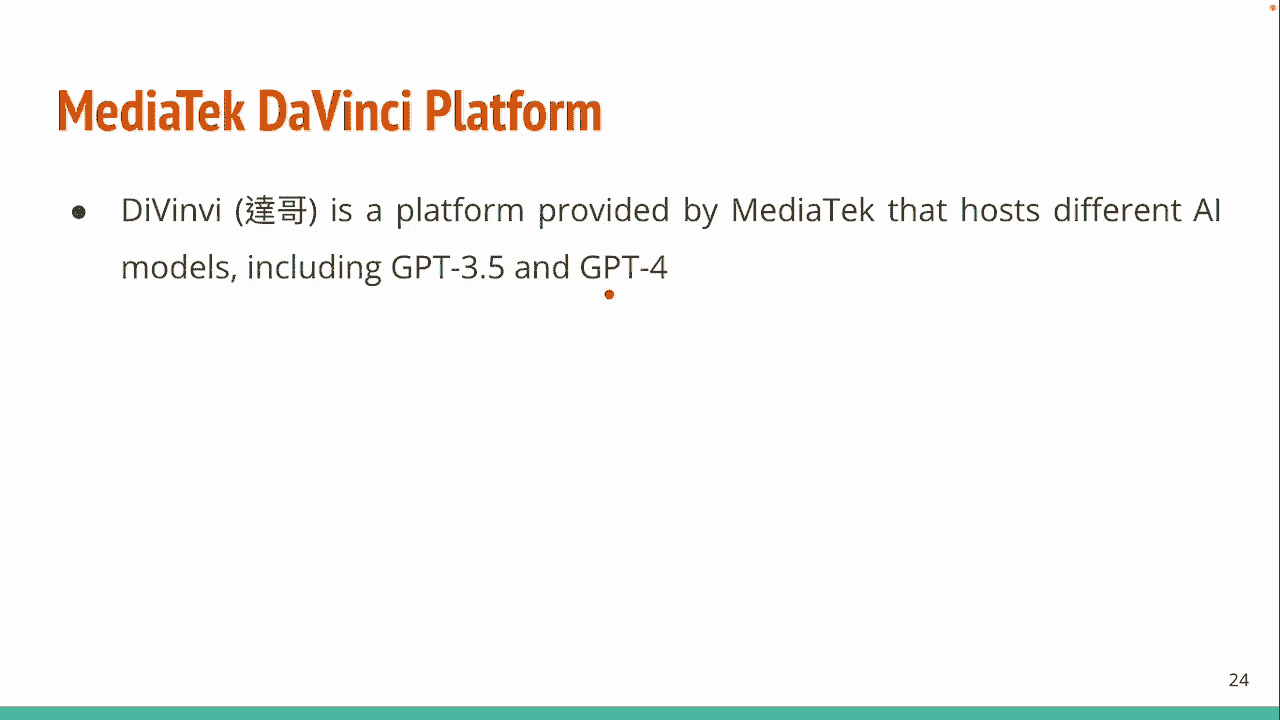 MediaTek DaVinci Platform
● DiVinvi (達哥) is a platform provided by MediaTek that hosts different AI
models, including GPT-3.5 and GPT-4
24